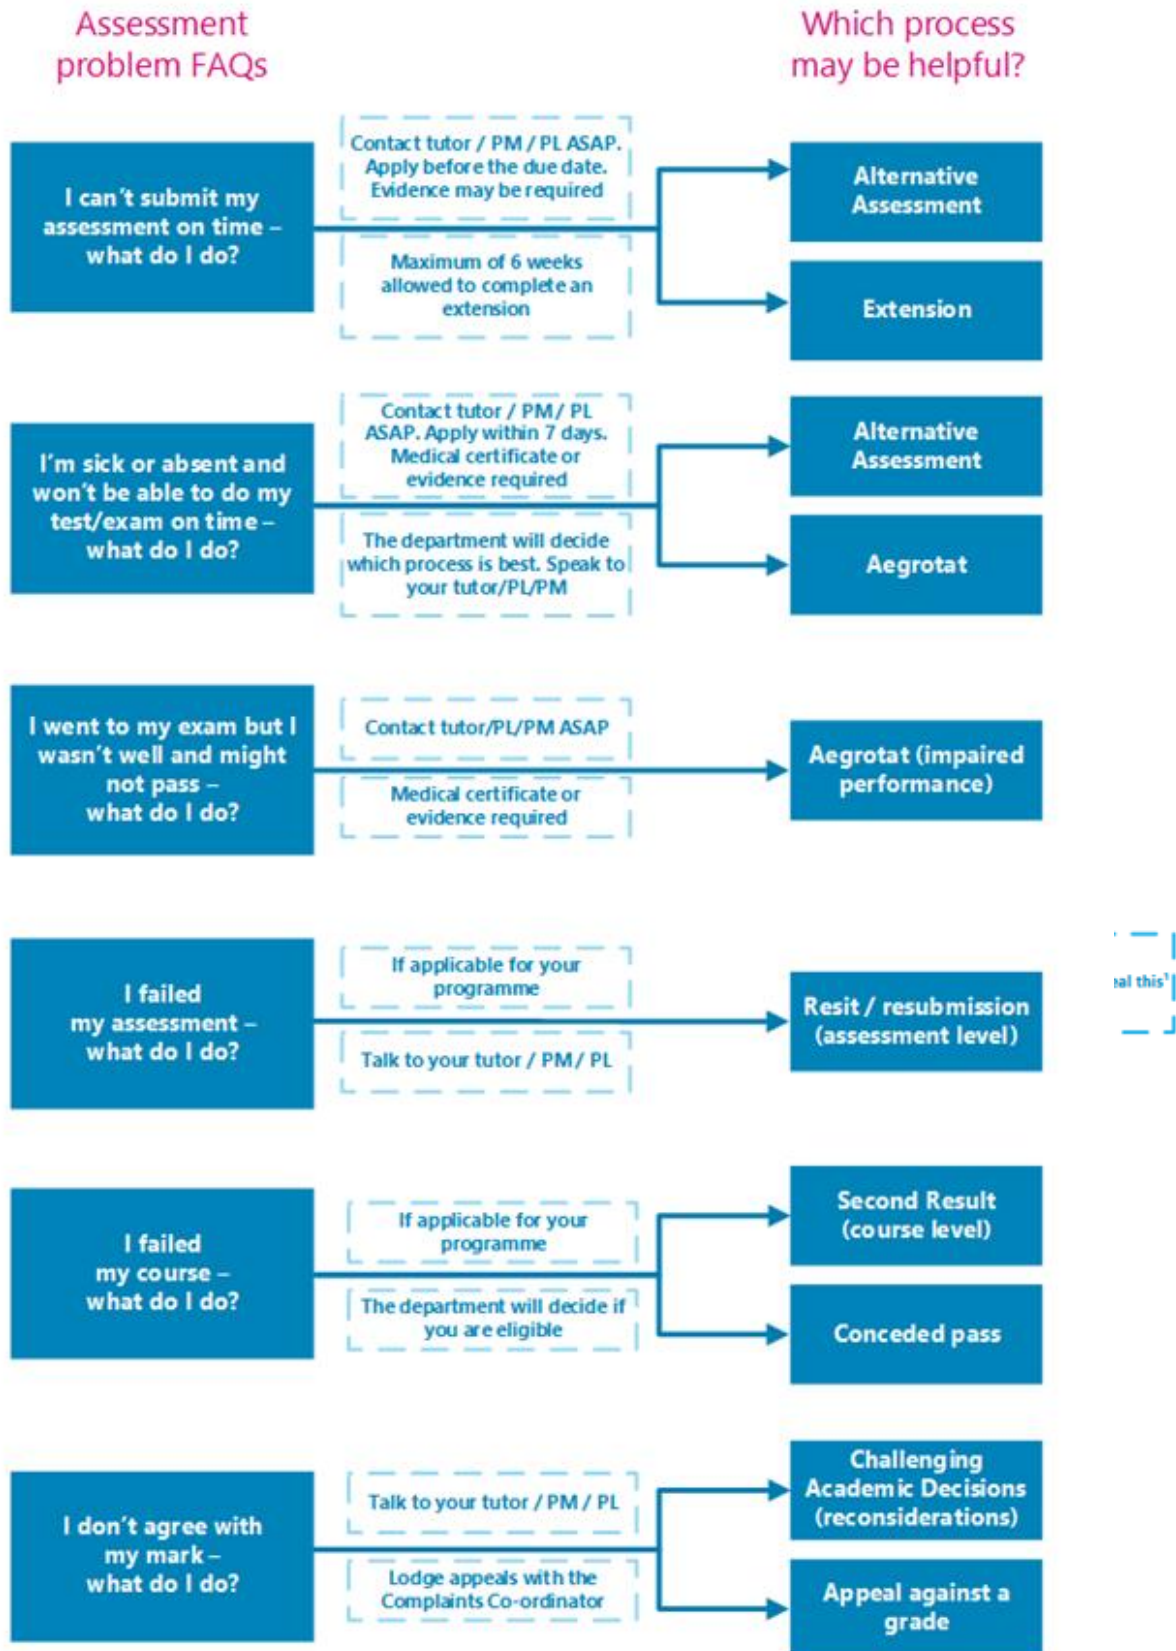 Assessment
problem FAQs
Which process
may be helpful?
I can't submit my
assessment on time –
what do I do?
Contact tutor / PM / PL ASAP.
Apply before the due date.
Evidence may be required
Maximum of 6 weeks
allowed to complete an
extension
Alternative
Assessment
Extension
I'm sick or absent and
won't be able to do my
test/exam on time –
what do I do?
Contact tutor / PM / PL
ASAP. Apply within 7 days.
Medical certificate or
evidence required
The department will decide
which process is best. Speak to
your tutor/PL/PM
Alternative
Assessment
Aegrotat
I went to my exam but I
wasn't well and might
not pass –
what do I do?
Contact tutor/PL/PM ASAP
Medical certificate or
evidence required
Aegrotat (impaired
performance)
I failed
my assessment –
what do I do?
If applicable for your
programme
Talk to your tutor / PM / PL
Resit / resubmission
(assessment level)
this
I failed
my course –
what do I do?
If applicable for your
programme
The department will decide if
you are eligible
Second Result
(course level)
Conceded pass
I don't agree with
my mark –
what do I do?
Talk to your tutor / PM / PL
Lodge appeals with the
Complaints Co-ordinator
Challenging
Academic Decisions
(reconsiderations)
Appeal against a
grade